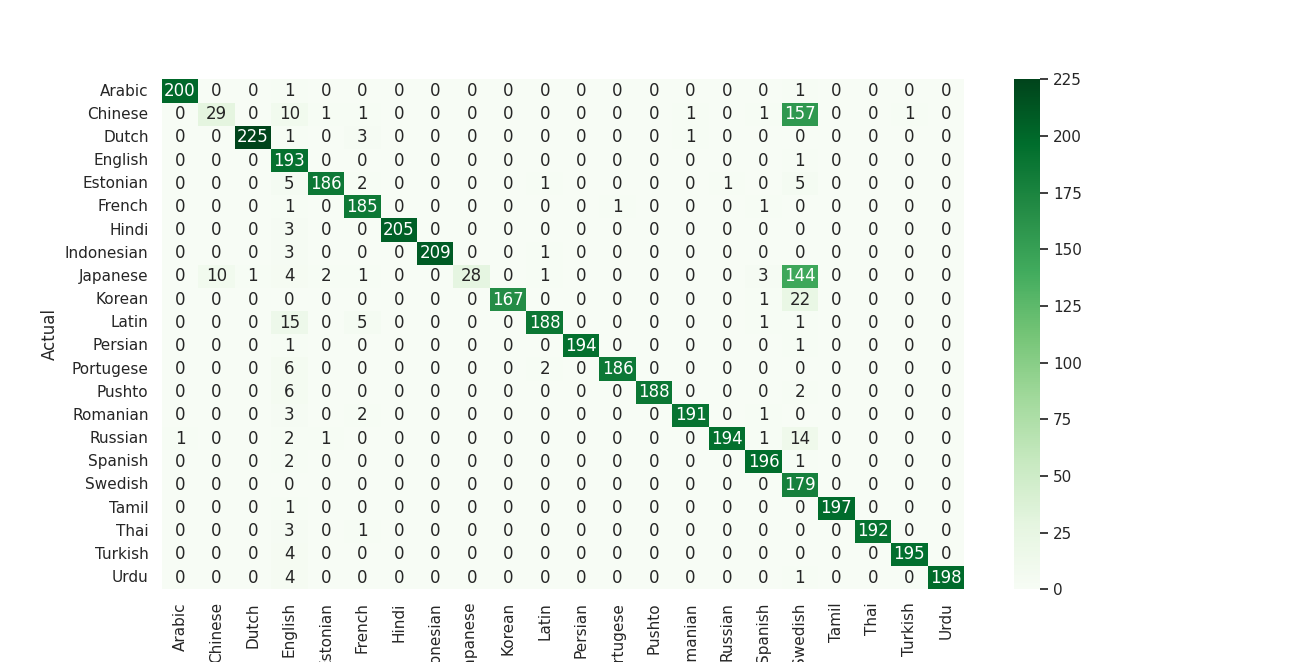 Arabic 200 0 0 1 0 0 0 0 0 0 0 0 0 0 0 0 0 1 0 0 0 0 225
Chinese 0 29 0 10 1 1 0 0 0 0 0 0 0 0 1 0 1 157 0 0 1 0
Dutch 0 0 225 1 0 3 0 0 0 0 0 0 0 0 1 0 0 0 0 0 0 0 200
English 0 0 0 193 0 0 0 0 0 0 0 0 0 0 0 0 0 1 0 0 0 0
Estonian 0 0 0 5 186 2 0 0 0 0 1 0 0 0 0 1 0 5 0 0 0 0 175
French 0 0 0 1 0 185 0 0 0 0 0 0 1 0 0 0 1 0 0 0 0 0
Hindi 0 0 0 3 0 0 205 0 0 0 0 0 0 0 0 0 0 0 0 0 0 0 150
Indonesian 0 0 0 3 0 0 0 209 0 0 1 0 0 0 0 0 0 0 0 0 0 0
Japanese 0 10 1 4 2 1 0 0 28 0 1 0 0 0 0 0 3 144 0 0 0 0
Korean 0 0 0 0 0 0 0 0 0 167 0 0 0 0 0 0 1 22 0 0 0 0 125
Latin 0 0 0 15 0 5 0 0 0 0 188 0 0 0 0 0 1 1 0 0 0 0
Actual
Persian 0 0 0 1 0 0 0 0 0 0 0 194 0 0 0 0 0 1 0 0 0 0 100
Portugese 0 0 0 6 0 0 0 0 0 0 2 0 186 0 0 0 0 0 0 0 0 0
Pushto 0 0 0 6 0 0 0 0 0 0 0 0 0 188 0 0 0 2 0 0 0 0 75
Romanian 0 0 0 3 0 2 0 0 0 0 0 0 0 0 191 0 1 0 0 0 0 0
Russian 1 0 0 2 1 0 0 0 0 0 0 0 0 0 0 194 1 14 0 0 0 0 50
Spanish 0 0 0 2 0 0 0 0 0 0 0 0 0 0 0 0 196 1 0 0 0 0
Swedish 0 0 0 0 0 0 0 0 0 0 0 0 0 0 0 0 0 179 0 0 0 0
Tamil 0 0 0 1 0 0 0 0 0 0 0 0 0 0 0 0 0 0 197 0 0 0
Thai 0 0 0 3 0 1 0 0 0 0 0 0 0 0 0 0 0 0 0 192 0 0 25
Turkish 0 0 0 4 0 0 0 0 0 0 0 0 0 0 0 0 0 0 0 0 195 0
Urdu 0 0 0 4 0 0 0 0 0 0 0 0 0 0 0 0 0 1 0 0 0 198 0
Arabic Chinese Dutch English stonian French Hindi onesian apanese Korean Latin Persian rtugese Pushto manian Russian Spanish Swedish Tamil Thai Turkish Urdu